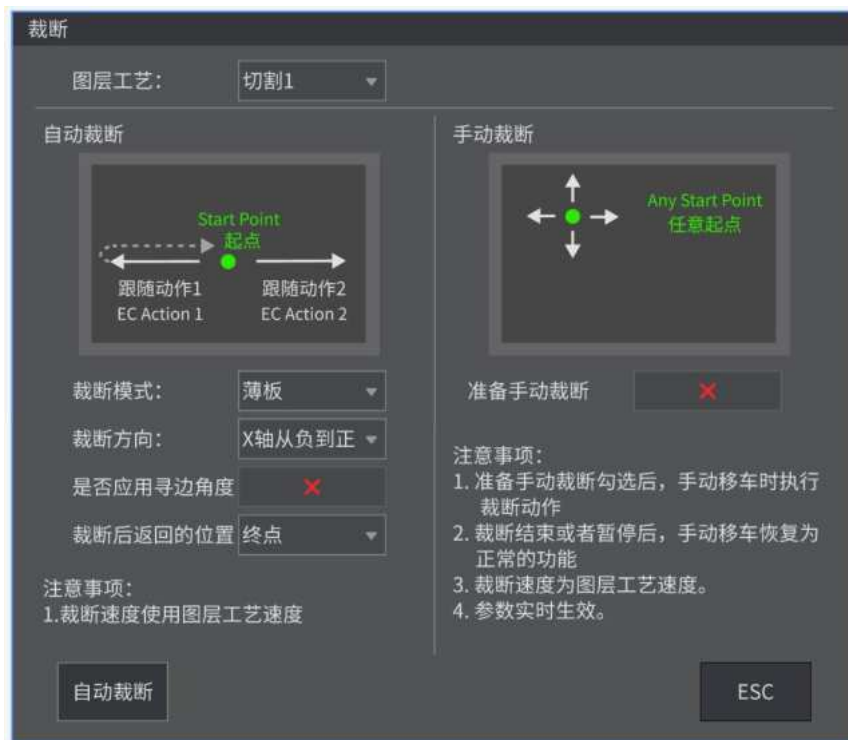 裁断
图层工艺：
切割1
自动裁断
Start Point
起点
跟随动作1
EC Action 1
跟随动作2
EC Action 2
裁断模式：
薄板
裁断方向：
X轴从负到正
是否应用寻边角度
裁断后返回的位置
终点
注意事项：
1.裁断速度使用图层工艺速度
自动裁断
手动裁断
Any Start Point
任意起点
准备手动裁断
注意事项：
1. 准备手动裁断勾选后，手动移车时执行
裁断动作
2. 裁断结束或者暂停后，手动移车恢复为
正常的功能
3. 裁断速度为图层工艺速度。
4. 参数实时生效。
ESC